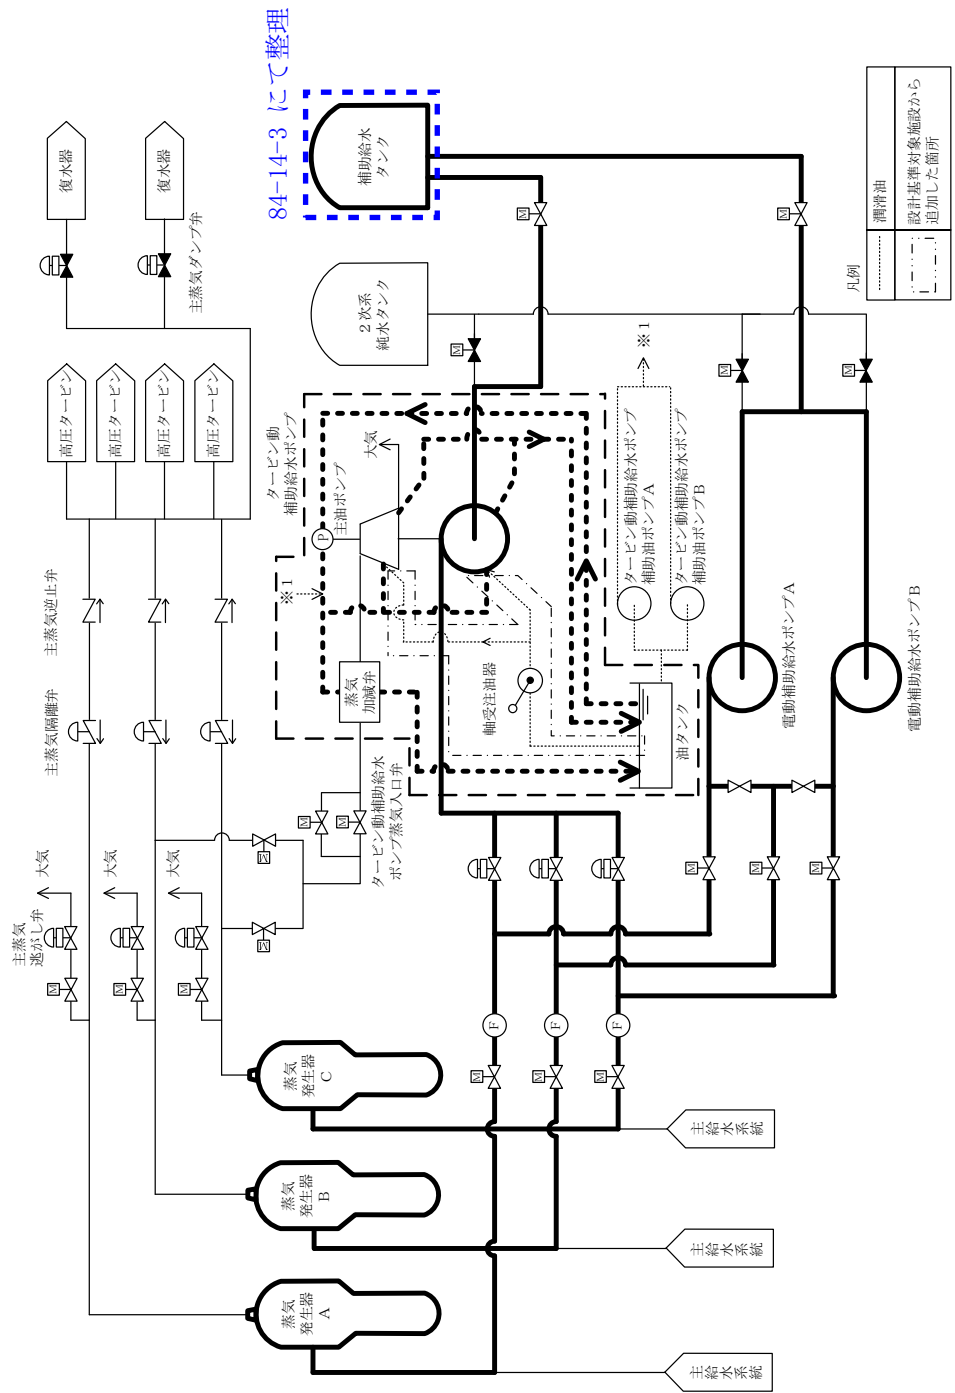 84-14-3 にて整理
復水器
復水器
主蒸気ダンプ弁
高圧タービン
高圧タービン
高圧タービン
高圧タービン
補助給水
タンク
M
M
2次系
純水タンク
M
M
M
凡例
潤滑油
設計基準対象施設から
追加した箇所
主蒸気逆止弁
主蒸気隔離弁
タービン動
補助給水ポンプ
大気
主油ポンプ
P
※1
※1
蒸気
加減弁
軸受注油器
油タンク
タービン動補助給水ポンプ
補助油ポンプA
タービン動補助給水ポンプ
補助油ポンプB
電動補助給水ポンプA
電動補助給水ポンプB
タービン動補助給水
ポンプ蒸気入口弁
M
M
M
M
主蒸気
逃がし弁
大気
大気
大気
M
M
M
M
M
M
F
F
F
M
M
M
蒸気
発生器
C
蒸気
発生器
B
蒸気
発生器
A
主給水系統
主給水系統
主給水系統